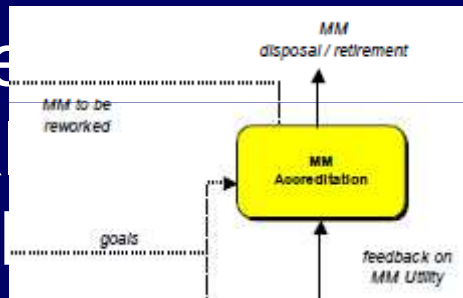 MM
disposal / retirement
MM to be
reworked
MM
Accreditation
goals
feedback on
MM Utility